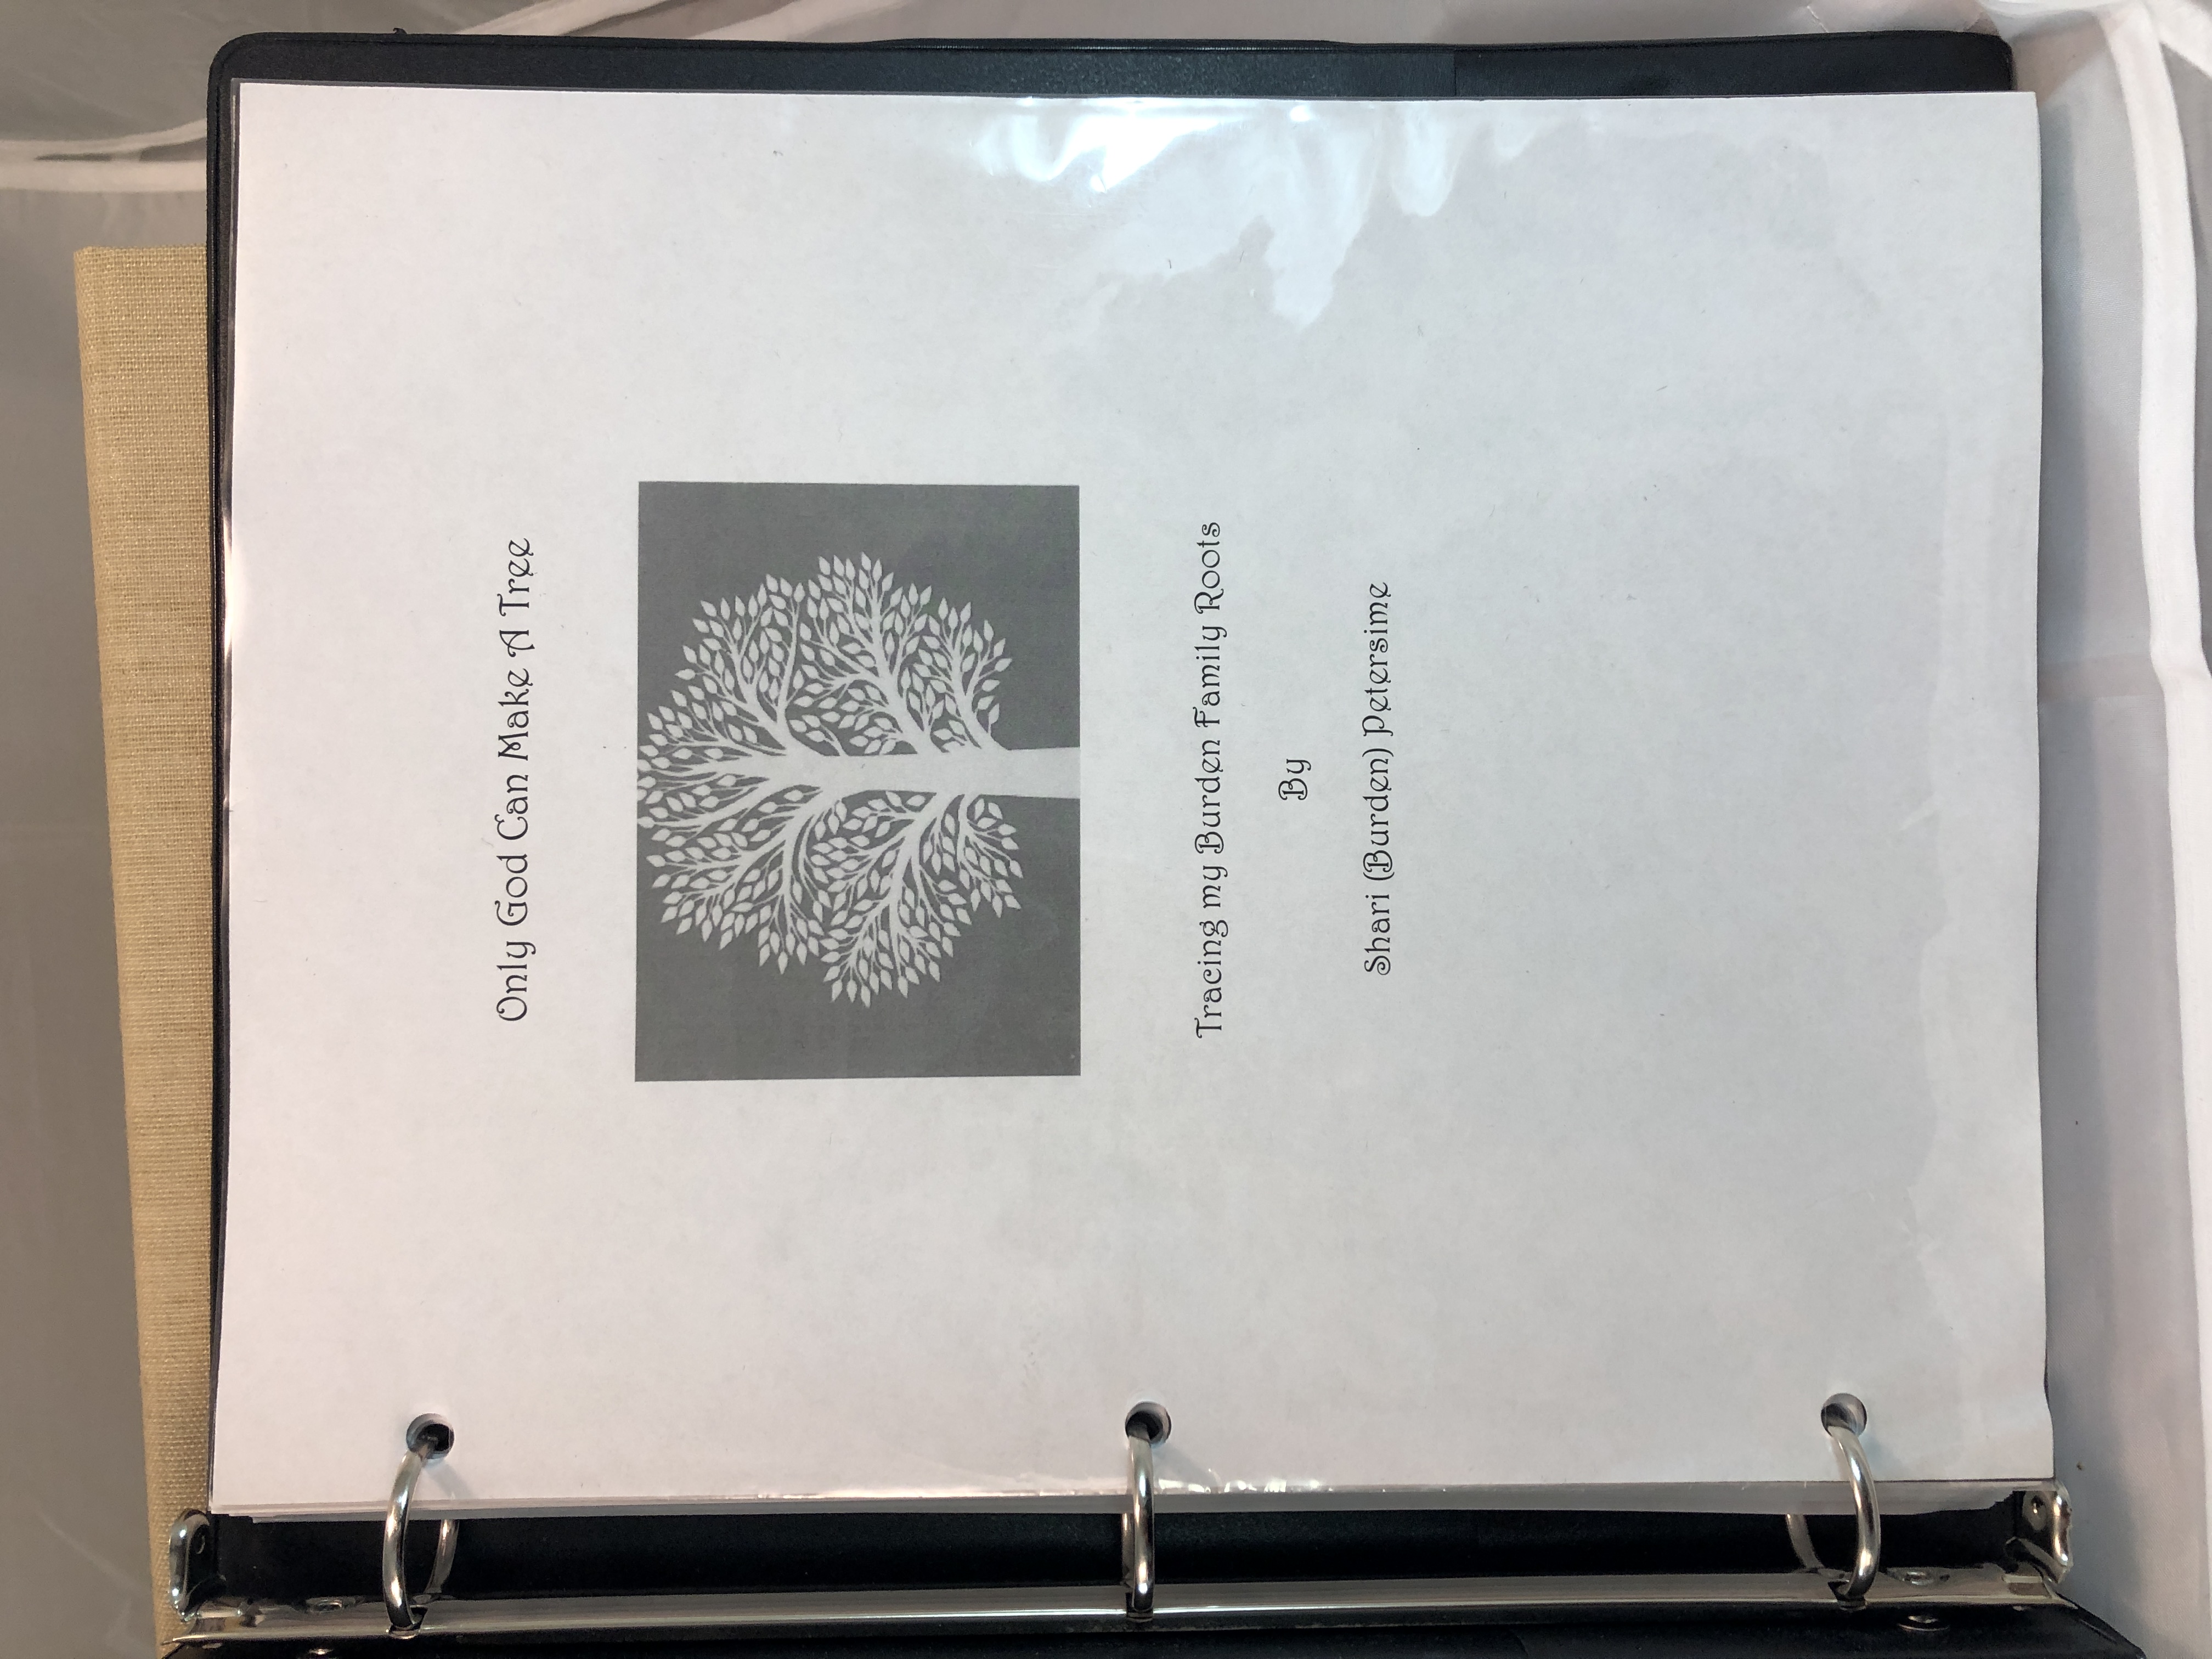 Only God Can Make A Tree
Tracing my Burden Family Roots
By
Shari (Burden) Petersime